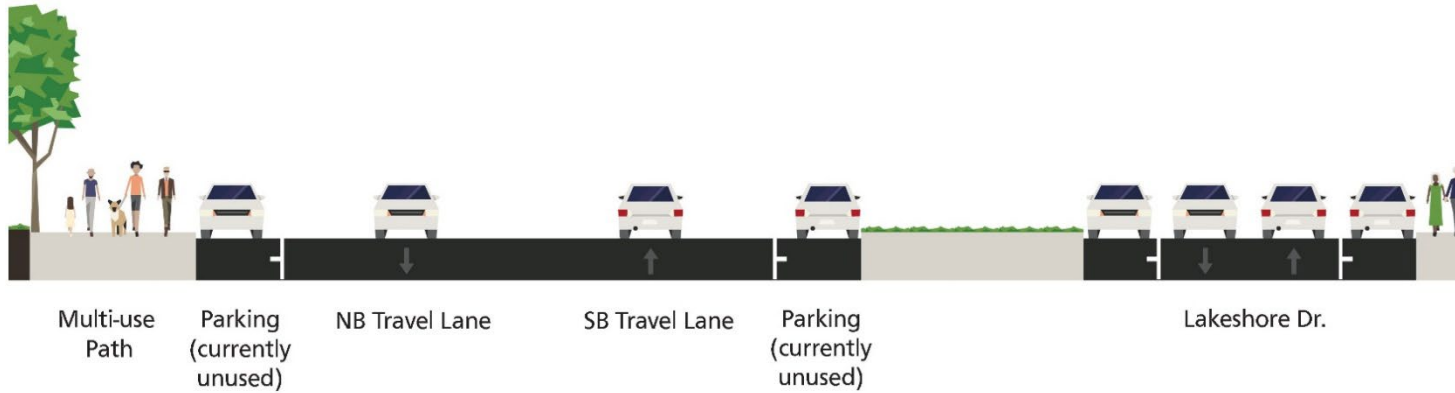 Multi-use
Path
Parking
(currently
unused)
NB Travel Lane
SB Travel Lane
Parking
(currently
unused)
Lakeshore Dr.